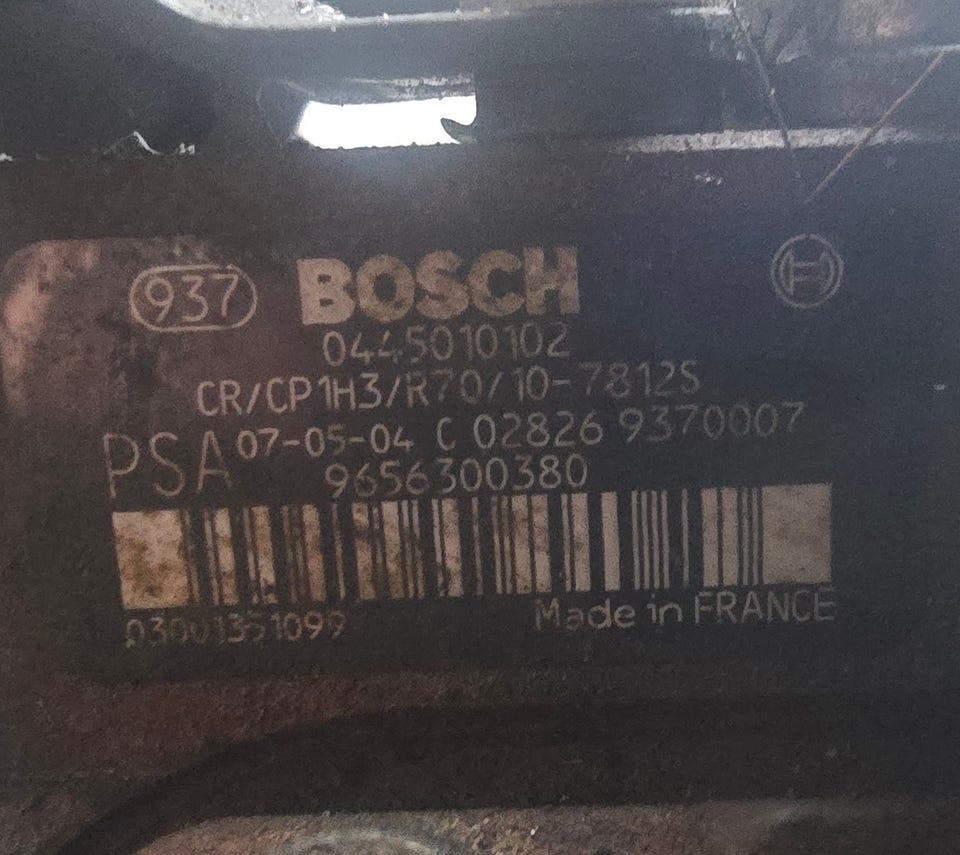 937 BOSCH
0445010102
CR/CP1H3/R70/10-7812S
PSA 07-05-04 C 02826 9370007
9656300380
03001351099 Made in FRANCE